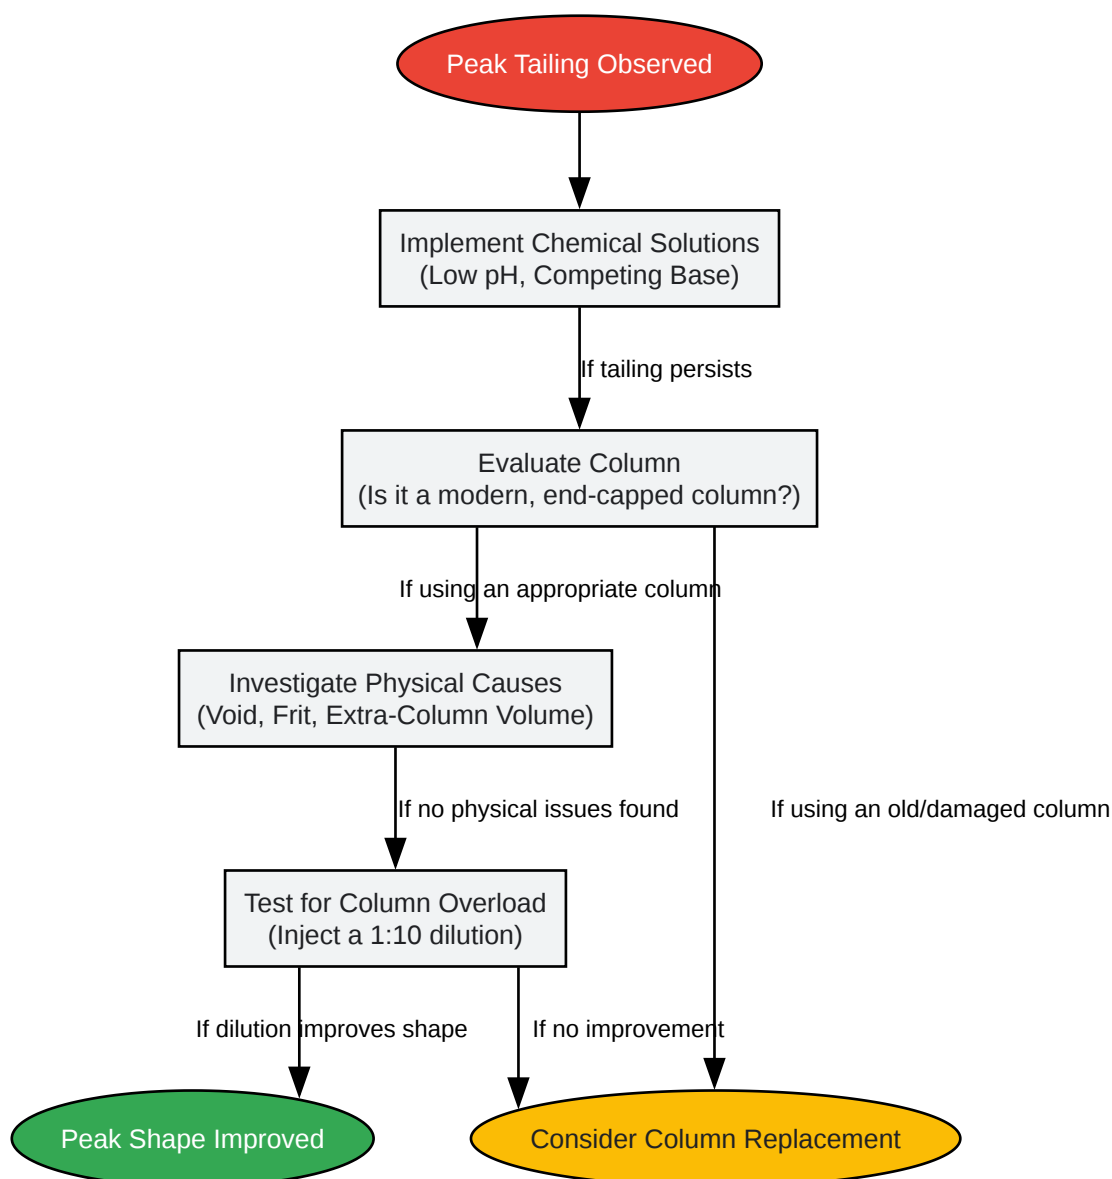 Peak Tailing Observed
Implement Chemical Solutions
(Low pH, Competing Base)
If tailing persists
Evaluate Column
(Is it a modern, end-capped column?)
If using an appropriate column
Investigate Physical Causes
(Void, Frit, Extra-Column Volume)
If no physical issues found
If using an old/damaged column
Test for Column Overload
(Inject a 1:10 dilution)
If dilution improves shape
If no improvement
Peak Shape Improved
Consider Column Replacement